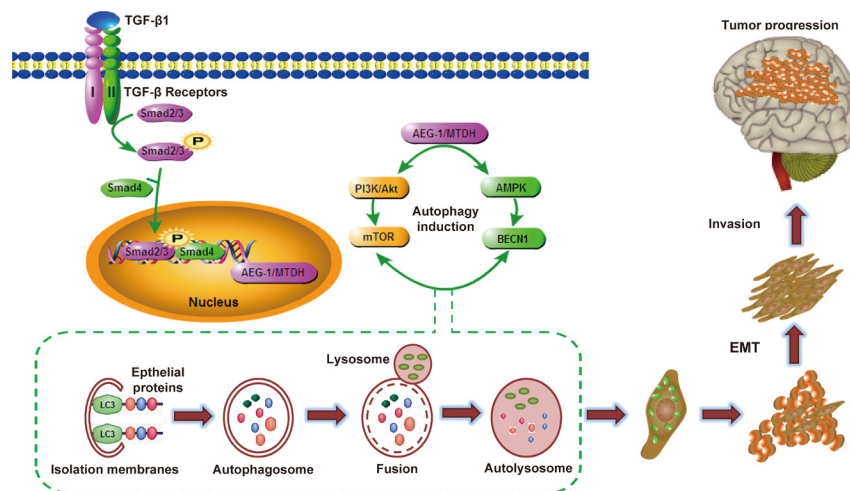 TGF-β1
I II
TGF-β Receptors
Smad2/3
Smad2/3
P
Smad4
P
Smad2/3
Smad4
AEG-1/MTDH
Nucleus
AEG-1/MTDH
PI3K/Akt
AMPK
Autophagy
induction
mTOR
BECN1
Epthelial
proteins
LC3
LC3
Isolation membranes
Autophagosome
Lysosome
Fusion
Autolysosome
EMT
Invasion
Tumor progression